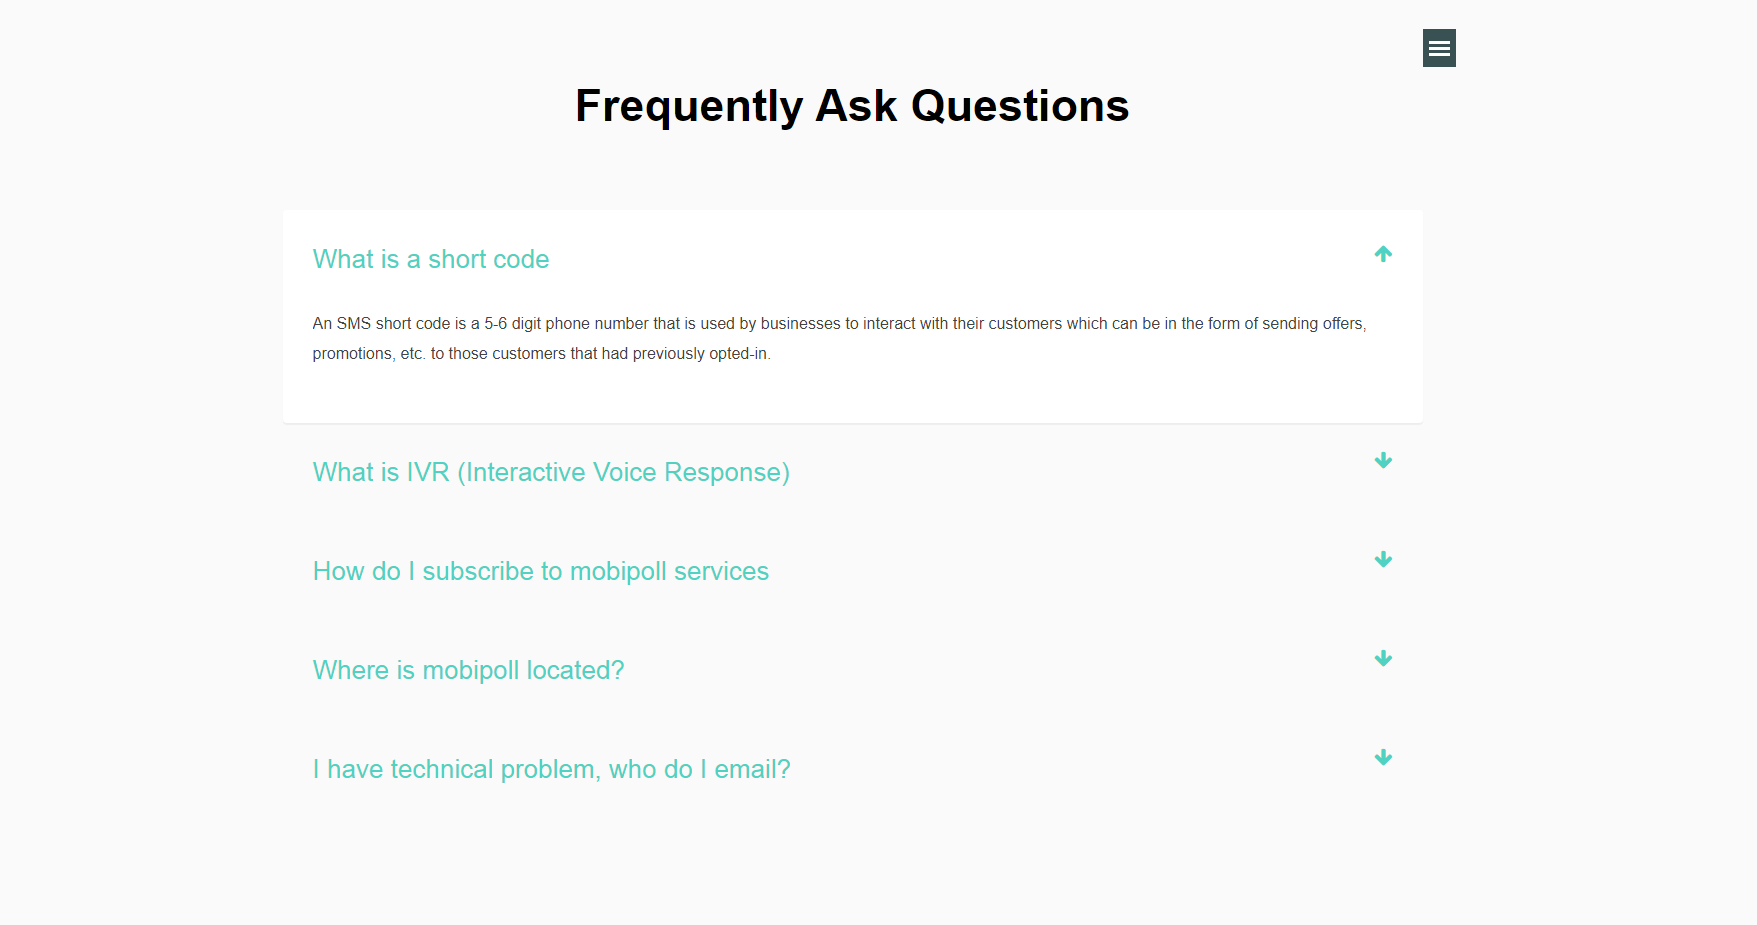 Frequently Ask Questions
What is a short code
An SMS short code is a 5-6 digit phone number that is used by businesses to interact with their customers which can be in the form of sending offers,
promotions, etc. to those customers that had previously opted-in.
What is IVR (Interactive Voice Response)
How do I subscribe to mobipoll services
Where is mobipoll located?
I have technical problem, who do I email?